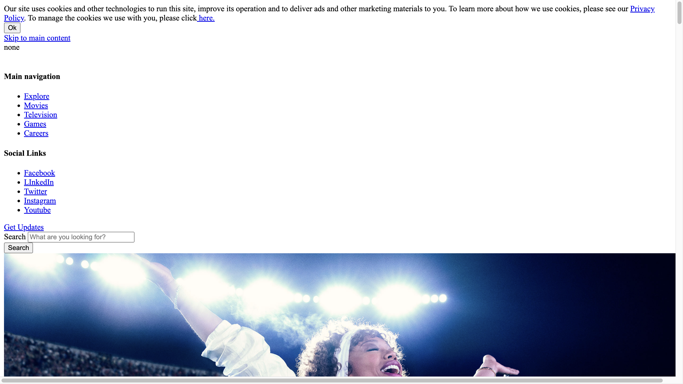 Our site uses cookies and other technologies to run this site, improve its operation and to deliver ads and other marketing materials to you. To learn more about how we use cookies, please see our Privacy
Policy. To manage the cookies we use with you, please click here.
Ok
Skip to main content
none
Main navigation
Explore
Movies
Television
Games
Careers
Social Links
Facebook
LInkedIn
Twitter
Instagram
Youtube
Get Updates
Search What are you looking for?
Search